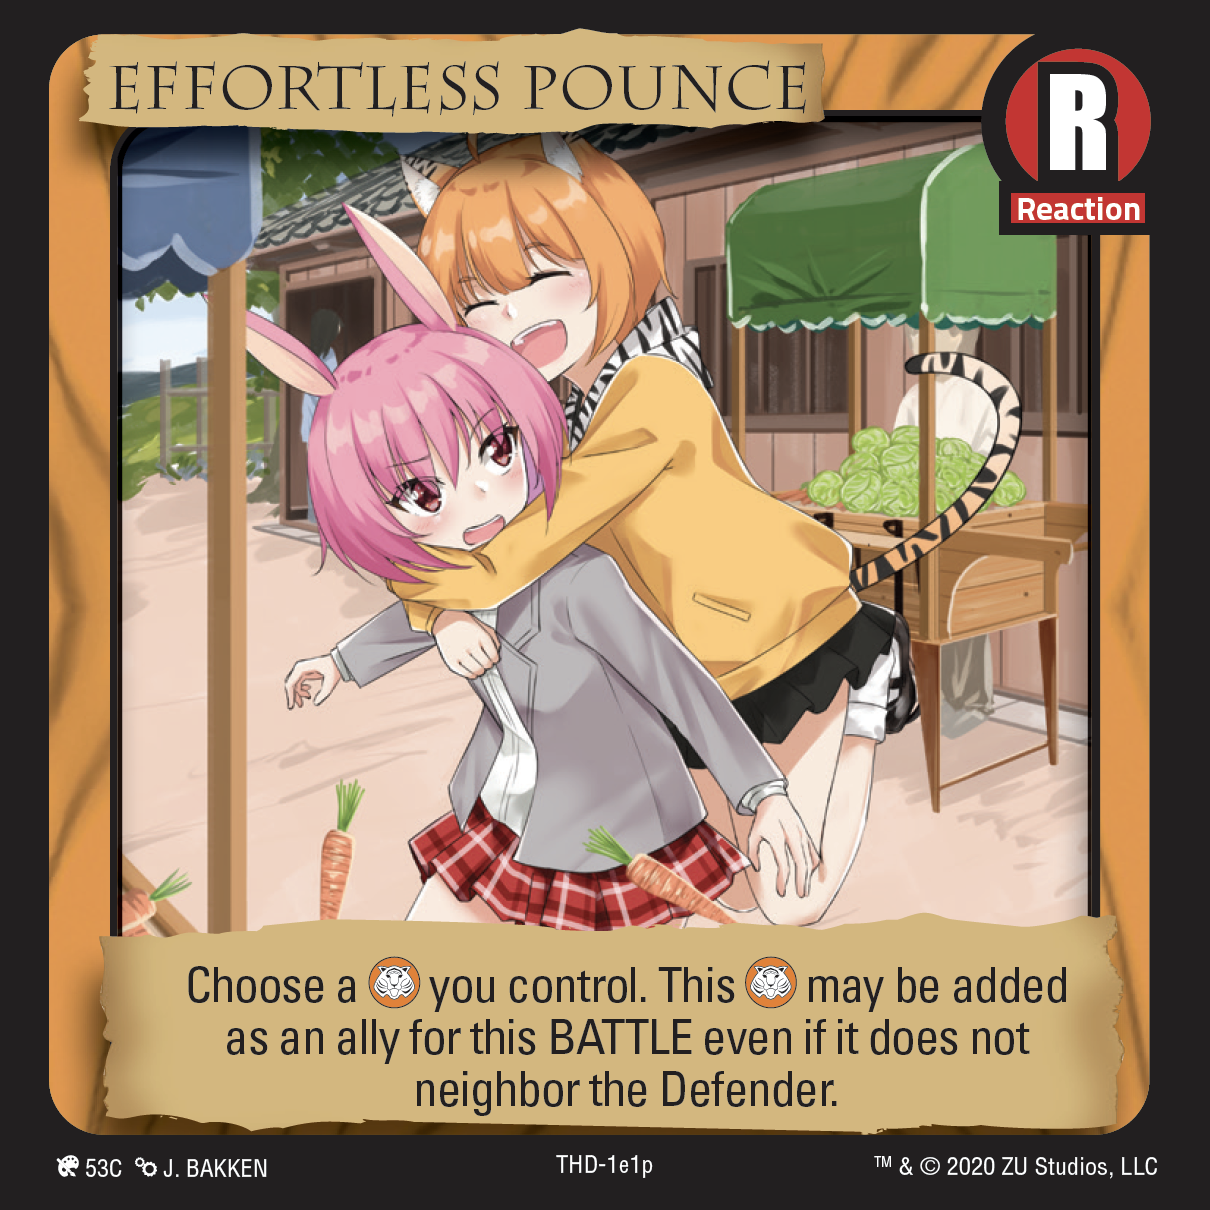 EFFORTLESS POUNCE
R
Reaction
Choose a you control. This may be added
as an ally for this BATTLE even if it does not
neighbor the Defender.
53C J. BAKKEN
THD-1e1p
™ & © 2020 ZU Studios, LLC